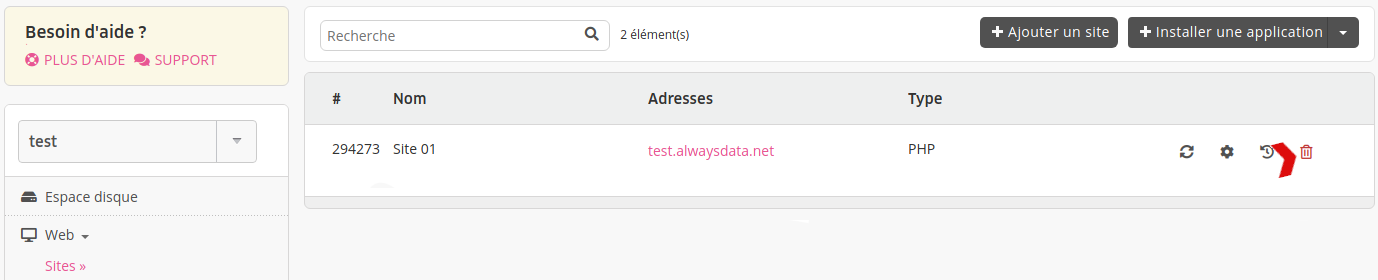 Besoin d'aide ?
PLUS D'AIDE SUPPORT
test
Espace disque
Web
Sites »
Recherche
2 élément(s)
Ajouter un site
Installer une application
# Nom Adresses Type
294273 Site 01 test.alwaysdata.net PHP